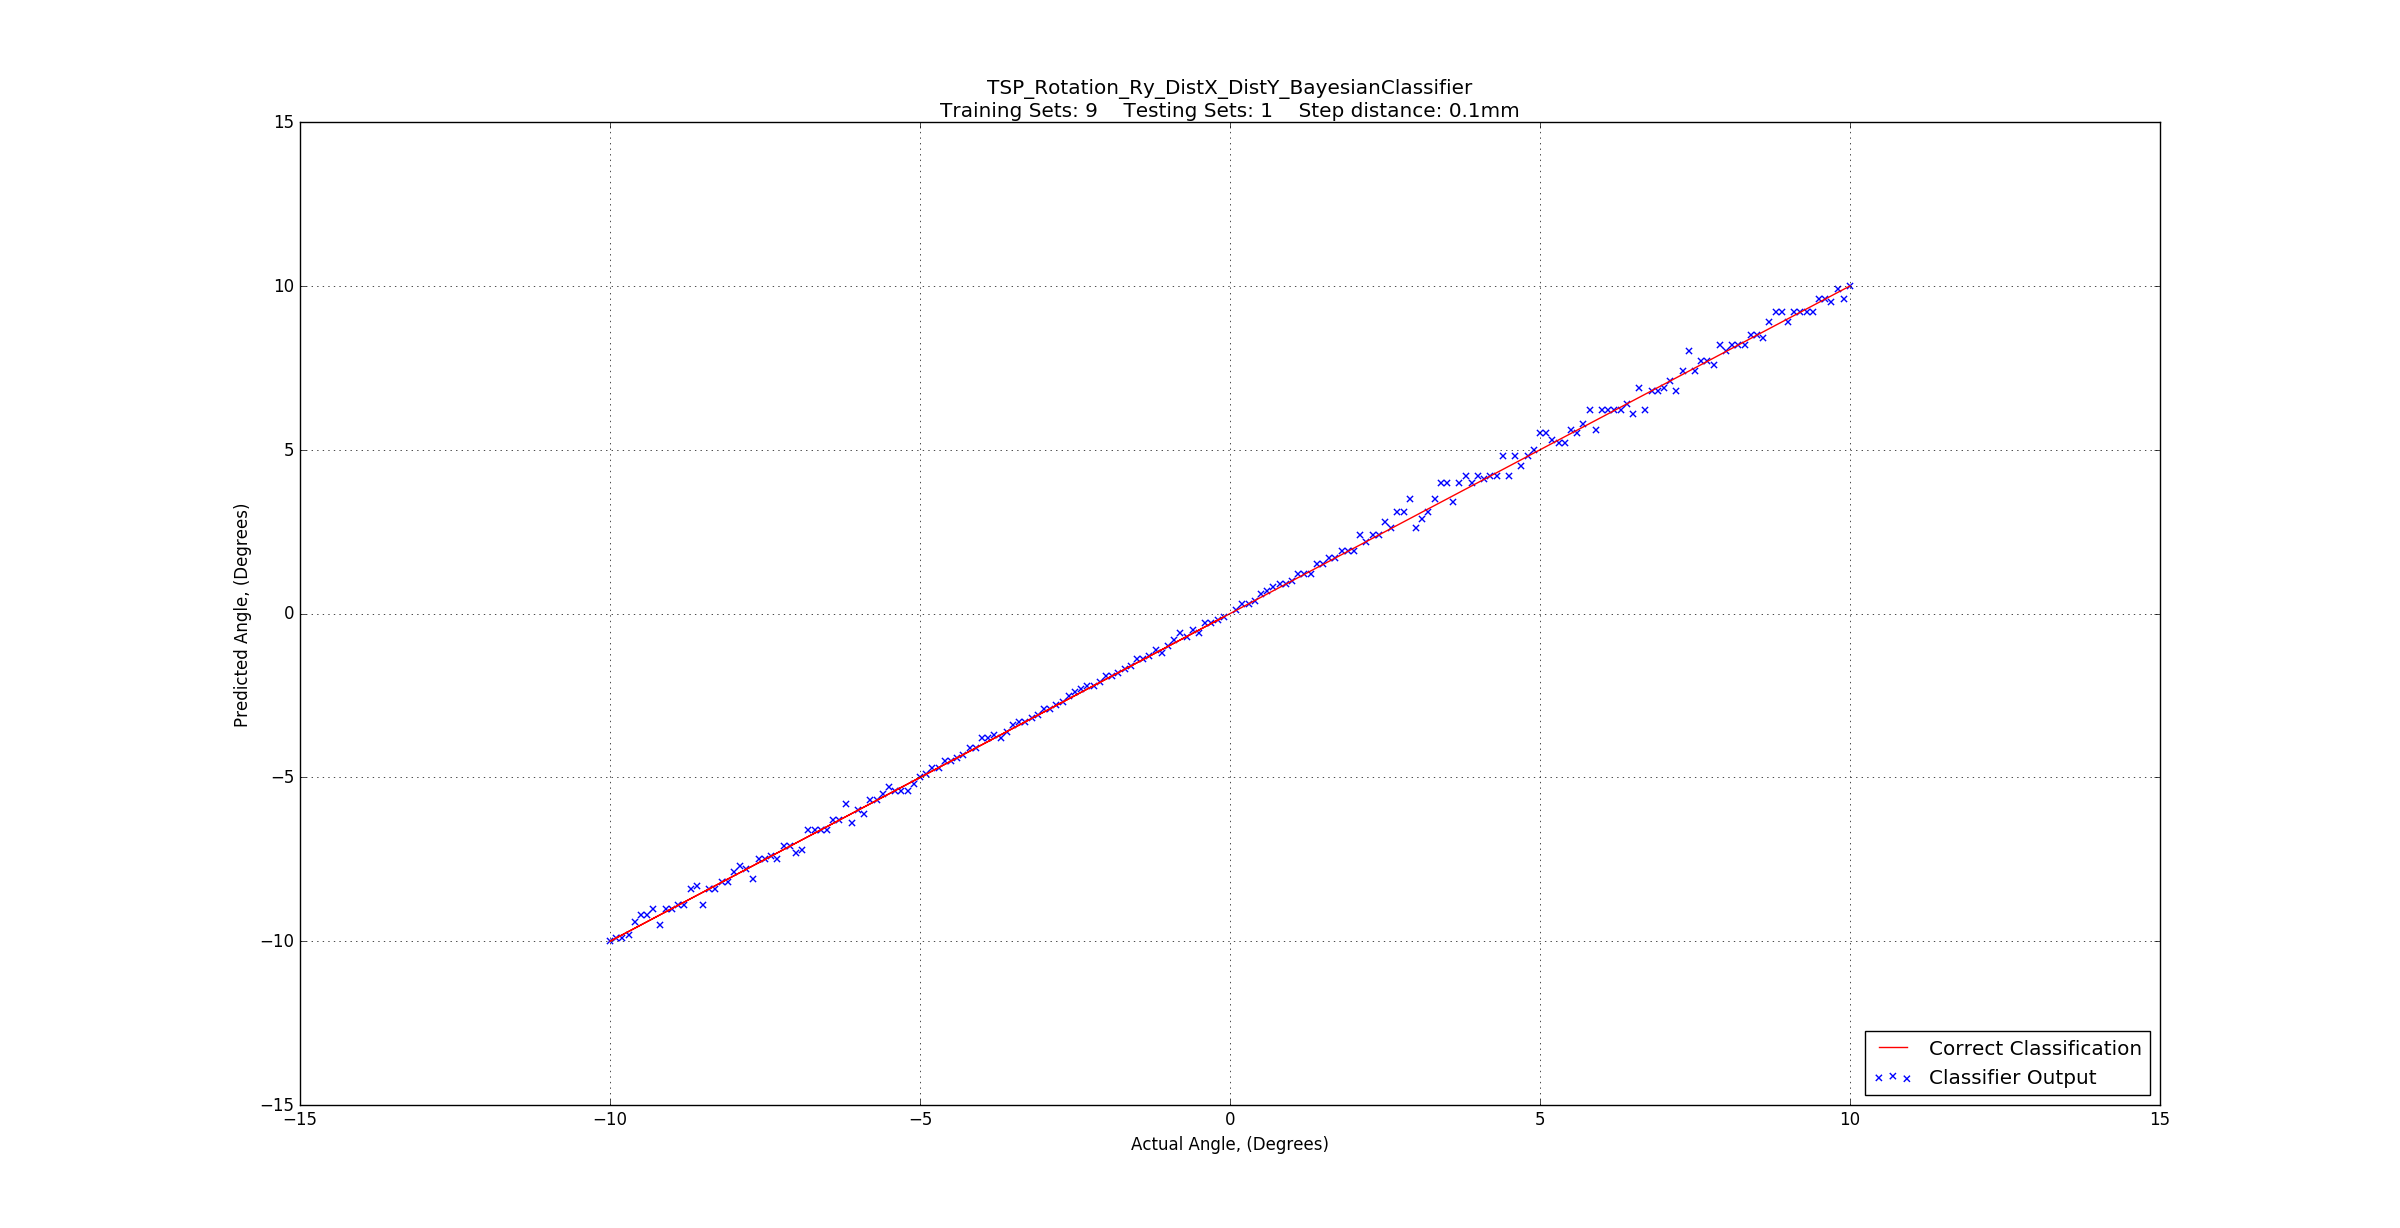 TSP_Rotation_Ry_DistX_DistY_BayesianClassifier
Training Sets: 9    Testing Sets: 1    Step distance: 0.1mm
15
10
5
0
−5
−10
−15
Predicted Angle, (Degrees)
−15 −10 −5 0 5 10 15
Actual Angle, (Degrees)
Correct Classification
Classifier Output